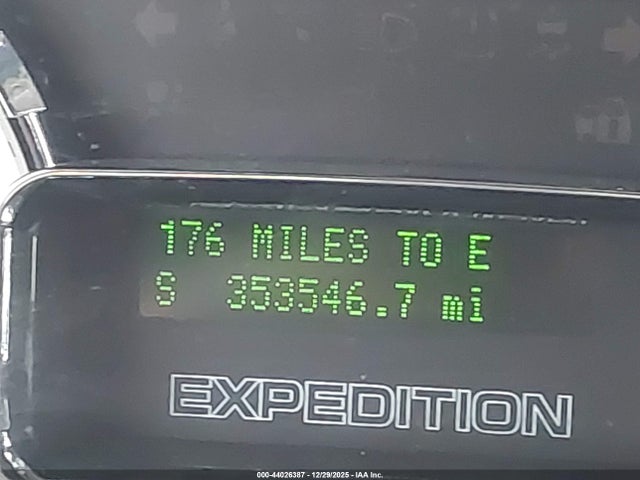 176 MILES TO E
S 353546.7 mi
EXPEDITION
000-44026387 - 12/29/2025 - IAA Inc.